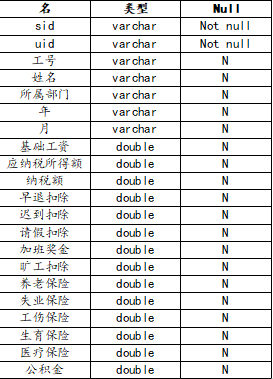 名 类型 Null
sid varchar Not null
uid varchar Not null
工号 varchar N
姓名 varchar N
所属部门 varchar N
年 varchar N
月 varchar N
基础工资 double N
应纳税所得额 double N
纳税额 double N
早退扣除 double N
迟到扣除 double N
请假扣除 double N
加班奖金 double N
旷工扣除 double N
养老保险 double N
失业保险 double N
工伤保险 double N
生育保险 double N
医疗保险 double N
公积金 double N